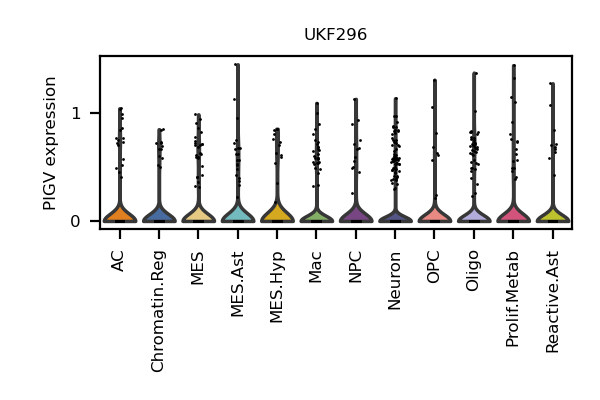 UKF296
PIGV expression
1
0
AC
Chromatin.Reg
MES
MES.Ast
MES.Hyp
Mac
NPC
Neuron
OPC
Oligo
Prolif.Metab
Reactive.Ast